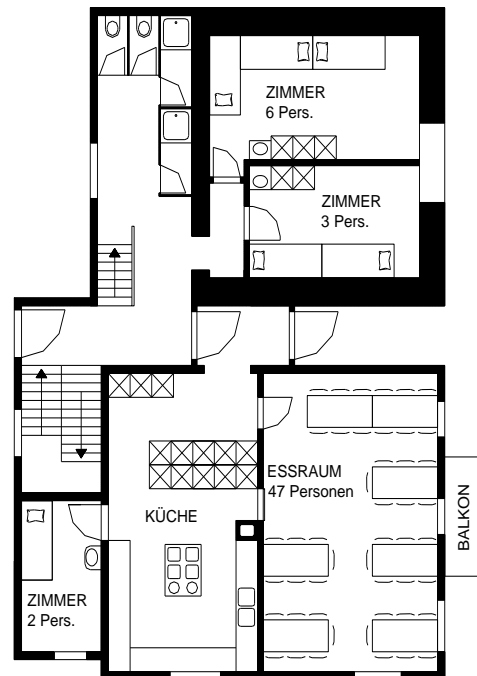 ZIMMER
6 Pers.
ZIMMER
3 Pers.
ESSRAUM
47 Personen
KÜCHE
BALKON
ZIMMER
2 Pers.